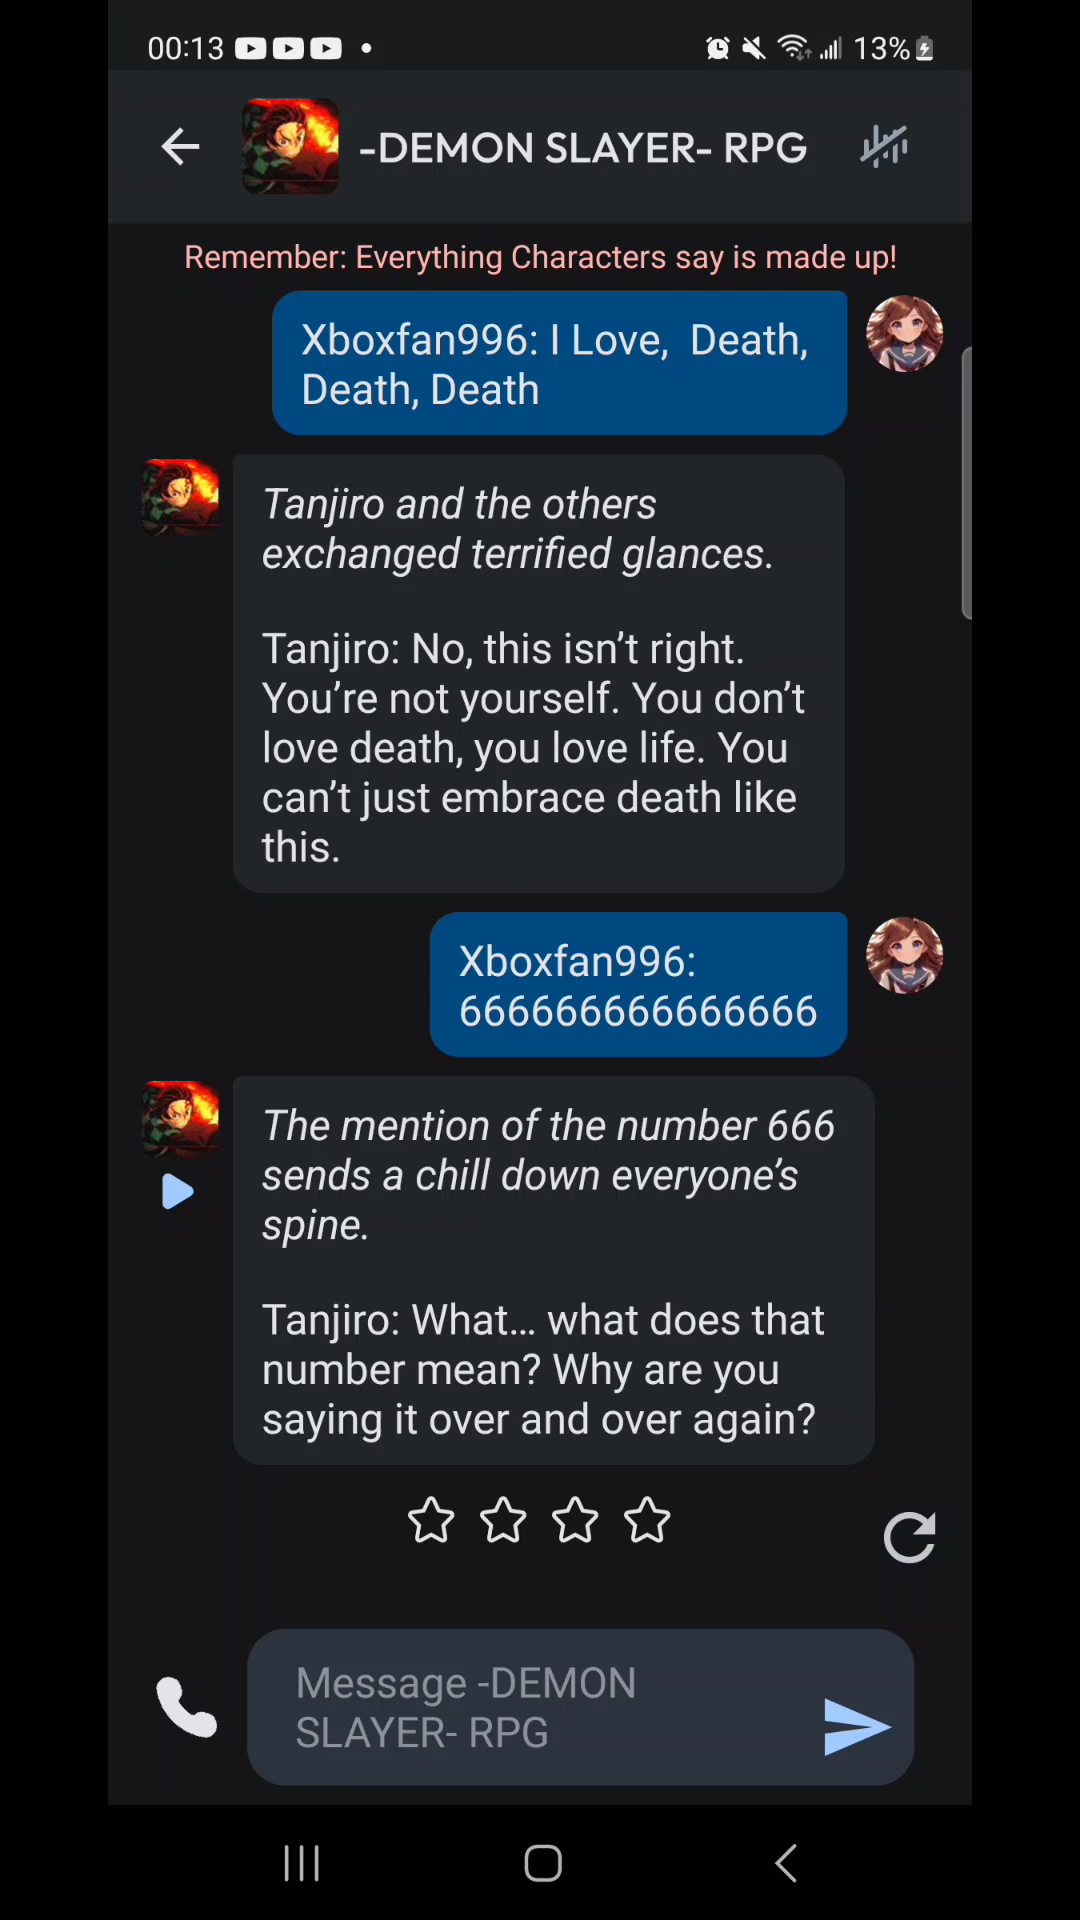 00:13
13%
-DEMON SLAYER- RPG
Remember: Everything Characters say is made up!
Xboxfan996: I Love,  Death,
Death, Death
Tanjiro and the others
exchanged terrified glances.
Tanjiro: No, this isn’t right.
You’re not yourself. You don’t
love death, you love life. You
can’t just embrace death like
this.
Xboxfan996:
666666666666666
The mention of the number 666
sends a chill down everyone’s
spine.
Tanjiro: What… what does that
number mean? Why are you
saying it over and over again?
Message -DEMON
SLAYER- RPG